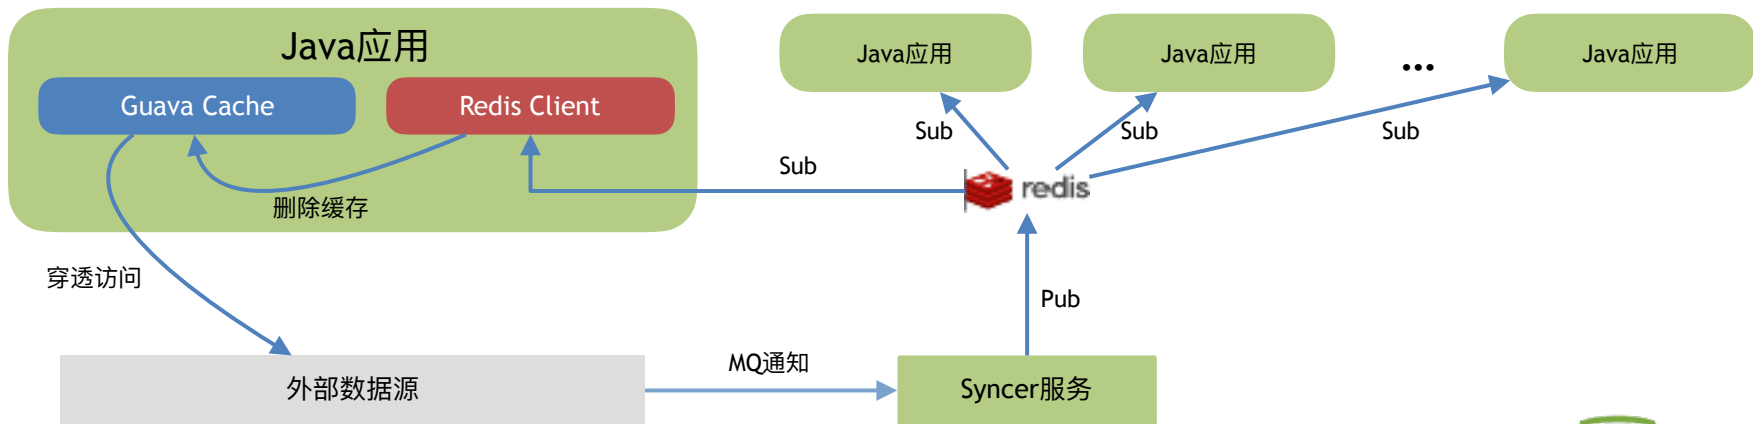 Java应用
Guava Cache
Redis Client
删除缓存
穿透访问
外部数据源
MQ通知
Syncer服务
Pub
redis
Sub
Sub
Sub
Sub
Java应用
Java应用
...
Java应用